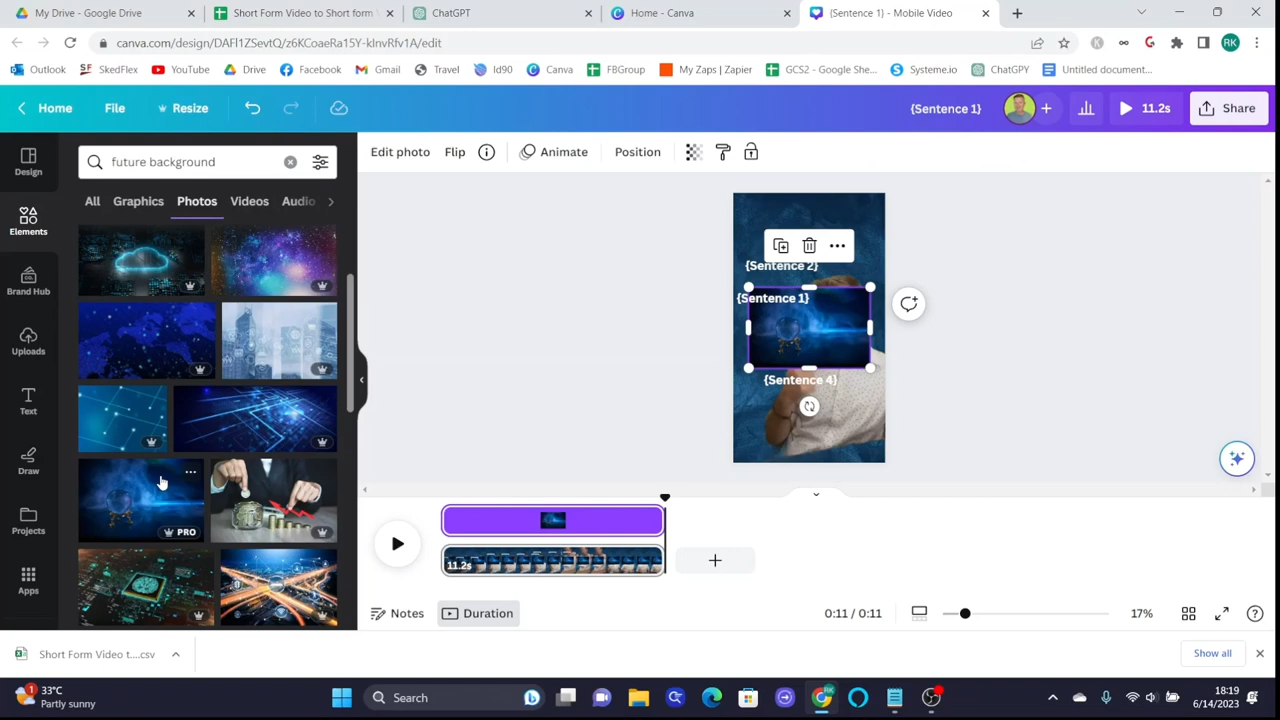 My Drive - Google Drive
Short Form Video to Short form V
ChatGPT
Home - Canva
{Sentence 1} - Mobile Video
canva.com/design/DAFl1ZSevtQ/z6KCoaeRa15Y-kInvRfv1A/edit
RK
Outlook
SkedFlex
YouTube
Drive
Facebook
Gmail
Travel
Id90
Canva
FBGroup
My Zaps | Zapier
GCS2 - Google She...
Systeme.io
ChatGPY
Untitled document...
Home
File
Resize
{Sentence 1}
11.2s
Share
Design
Elements
Brand Hub
Uploads
Text
Draw
Projects
Apps
future background
All
Graphics
Photos
Videos
Audio
PRO
Edit photo
Flip
Animate
Position
{Sentence 2}
{Sentence 1}
{Sentence 4}
11.2s
Notes
Duration
0:11 / 0:11
17%
Short Form Video t....csv
Show all
1
33°C
Partly sunny
Search
RK
18:19
6/14/2023